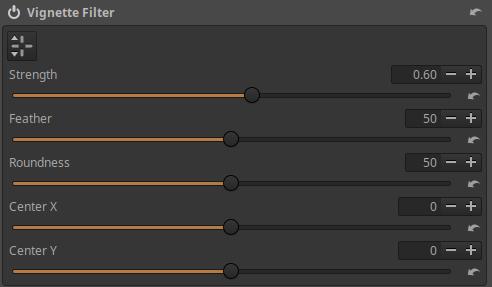 Vignette Filter
Strength 0.60
Feather 50
Roundness 50
Center X 0
Center Y 0